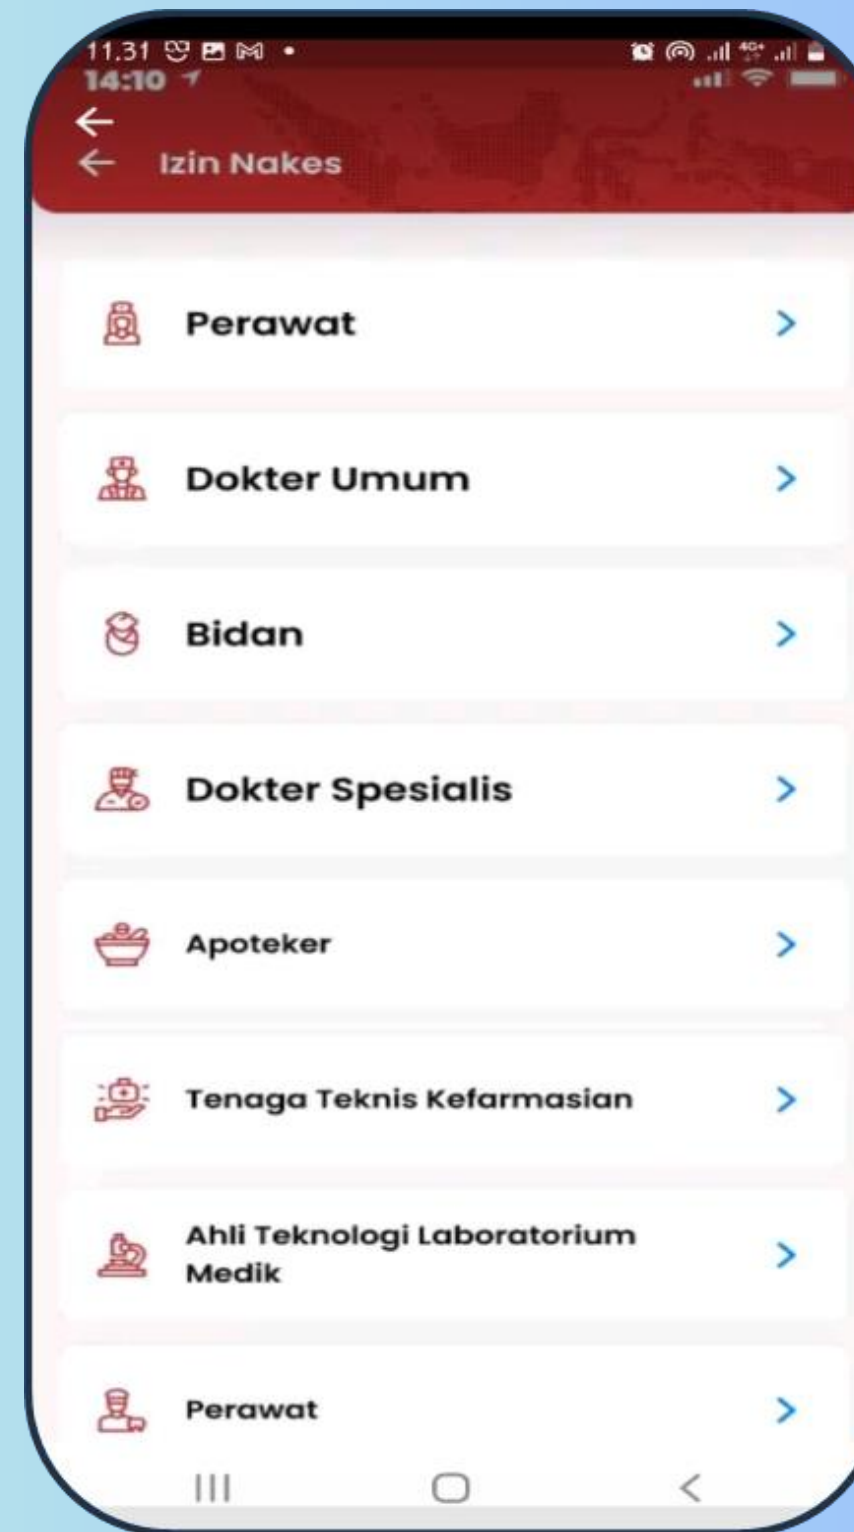 11.31
4G+
14:10
Izin Nakes
Perawat
Dokter Umum
Bidan
Dokter Spesialis
Apoteker
Tenaga Teknis Kefarmasian
Ahli Teknologi Laboratorium
Medik
Perawat